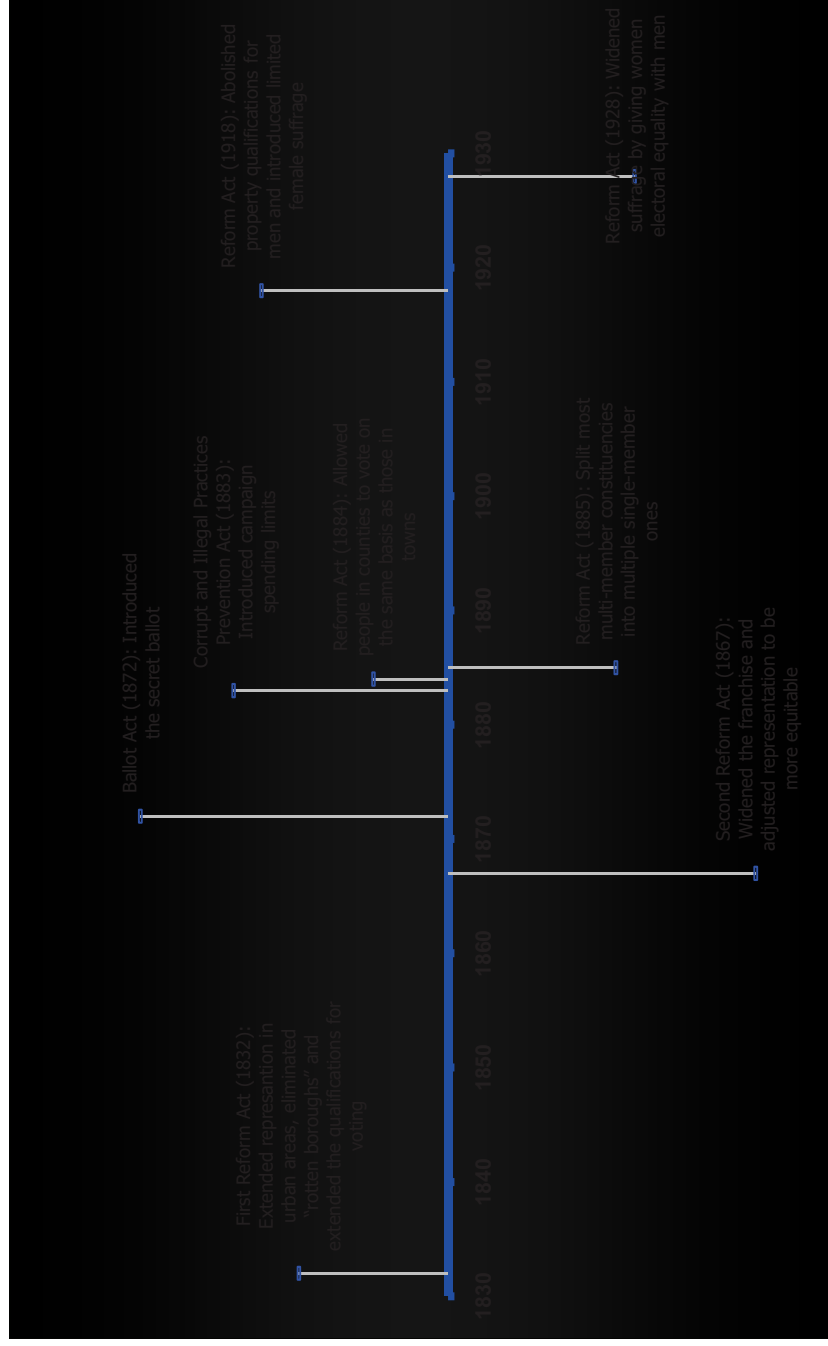 Ballot Act (1872): Introduced
the secret ballot
Corrupt and Illegal Practices
Prevention Act (1883):
Introduced campaign
spending limits
First Reform Act (1832):
Extended represantion in
urban areas, eliminated
“rotten boroughs” and
extended the qualifications for
voting
Reform Act (1884): Allowed
people in counties to vote on
the same basis as those in
towns
Reform Act (1918): Abolished
property qualifications for
men and introduced limited
female suffrage
1830
1840
1850
1860
1870
1880
1890
1900
1910
1920
1930
Second Reform Act (1867):
Widened the franchise and
adjusted representation to be
more equitable
Reform Act (1885): Split most
multi-member constituencies
into multiple single-member
ones
Reform Act (1928): Widened
suffrage by giving women
electoral equality with men